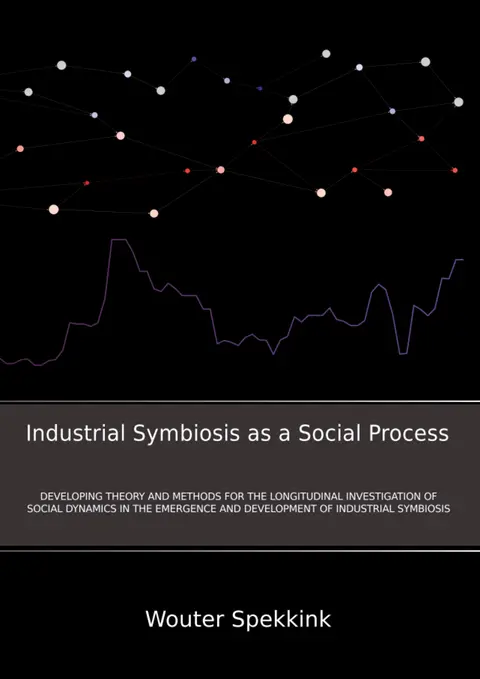 Industrial Symbiosis as a Social Process
DEVELOPING THEORY AND METHODS FOR THE LONGITUDINAL INVESTIGATION OF
SOCIAL DYNAMICS IN THE EMERGENCE AND DEVELOPMENT OF INDUSTRIAL SYMBIOSIS
Wouter Spekkink